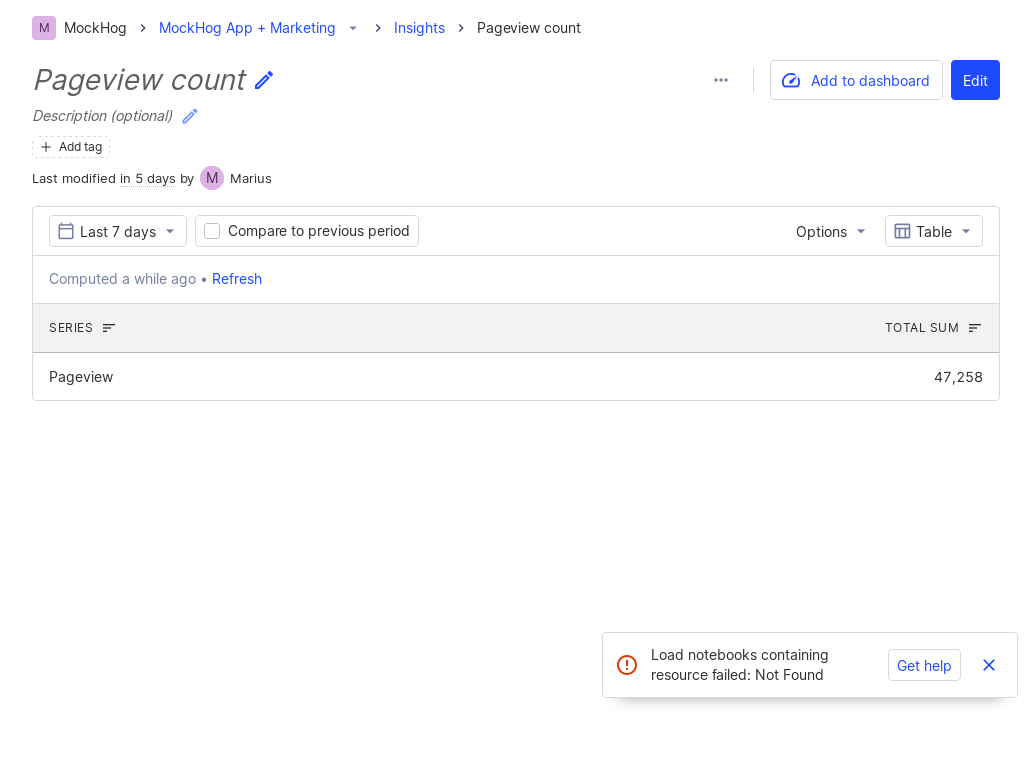 M MockHog > MockHog App + Marketing > Insights > Pageview count
Pageview count
Add to dashboard Edit
Description (optional)
+ Add tag
Last modified in 5 days by M Marius
Last 7 days Compare to previous period Options Table
Computed a while ago • Refresh
SERIES TOTAL SUM
Pageview 47,258
Load notebooks containing
resource failed: Not Found
Get help